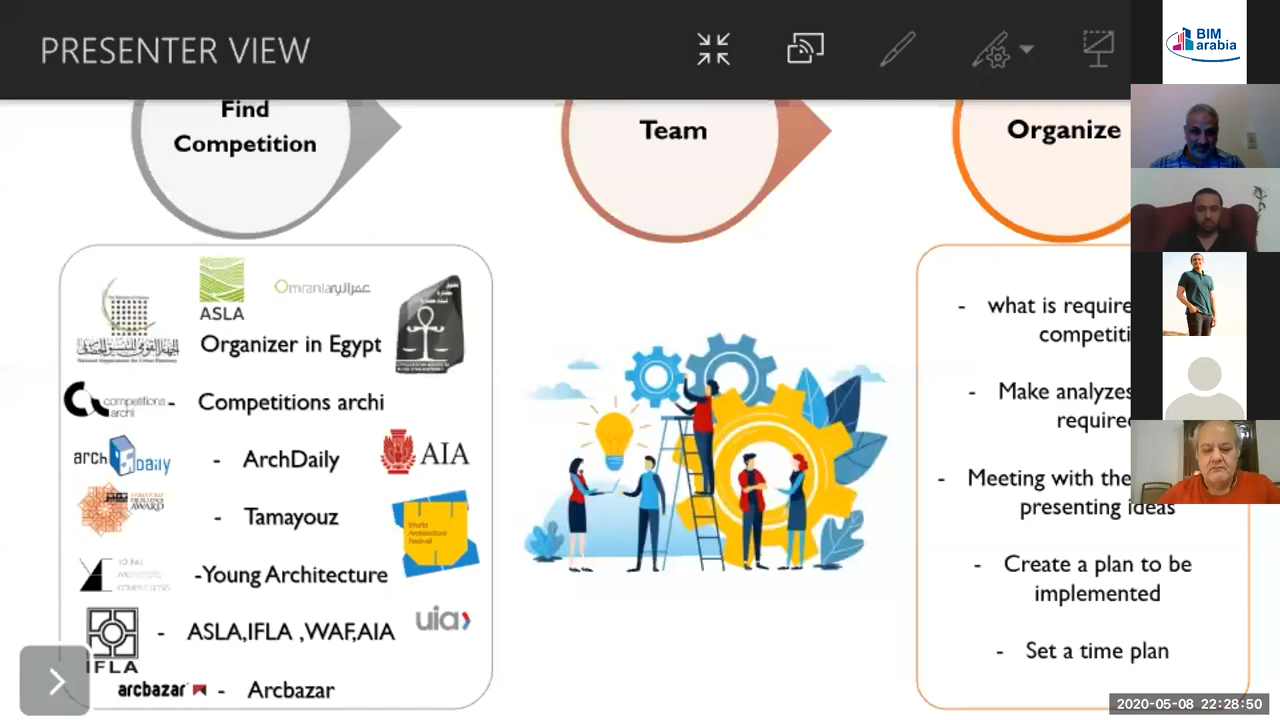 PRESENTER VIEW
BIM
arabia
Find
Competition
Team
Organize
ASLA
Omrania عمرانية
- Organizer in Egypt
competitions
archi
- Competitions archi
arch daily
- ArchDaily
AIA
AWARD
- Tamayouz
World
Architecture
Festival
-Young Architecture
- ASLA,IFLA ,WAF,AIA
uia
IFLA
arcbazar
- Arcbazar
- what is require
competiti
- Make analyzes
require
- Meeting with the
presenting ideas
- Create a plan to be
implemented
- Set a time plan
2020-05-08 22:28:50